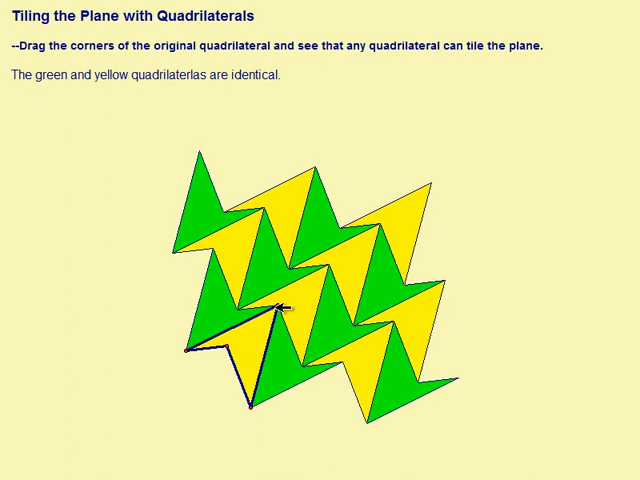 Tiling the Plane with Quadrilaterals
--Drag the corners of the original quadrilateral and see that any quadrilateral can tile the plane.
The green and yellow quadrilaterlas are identical.